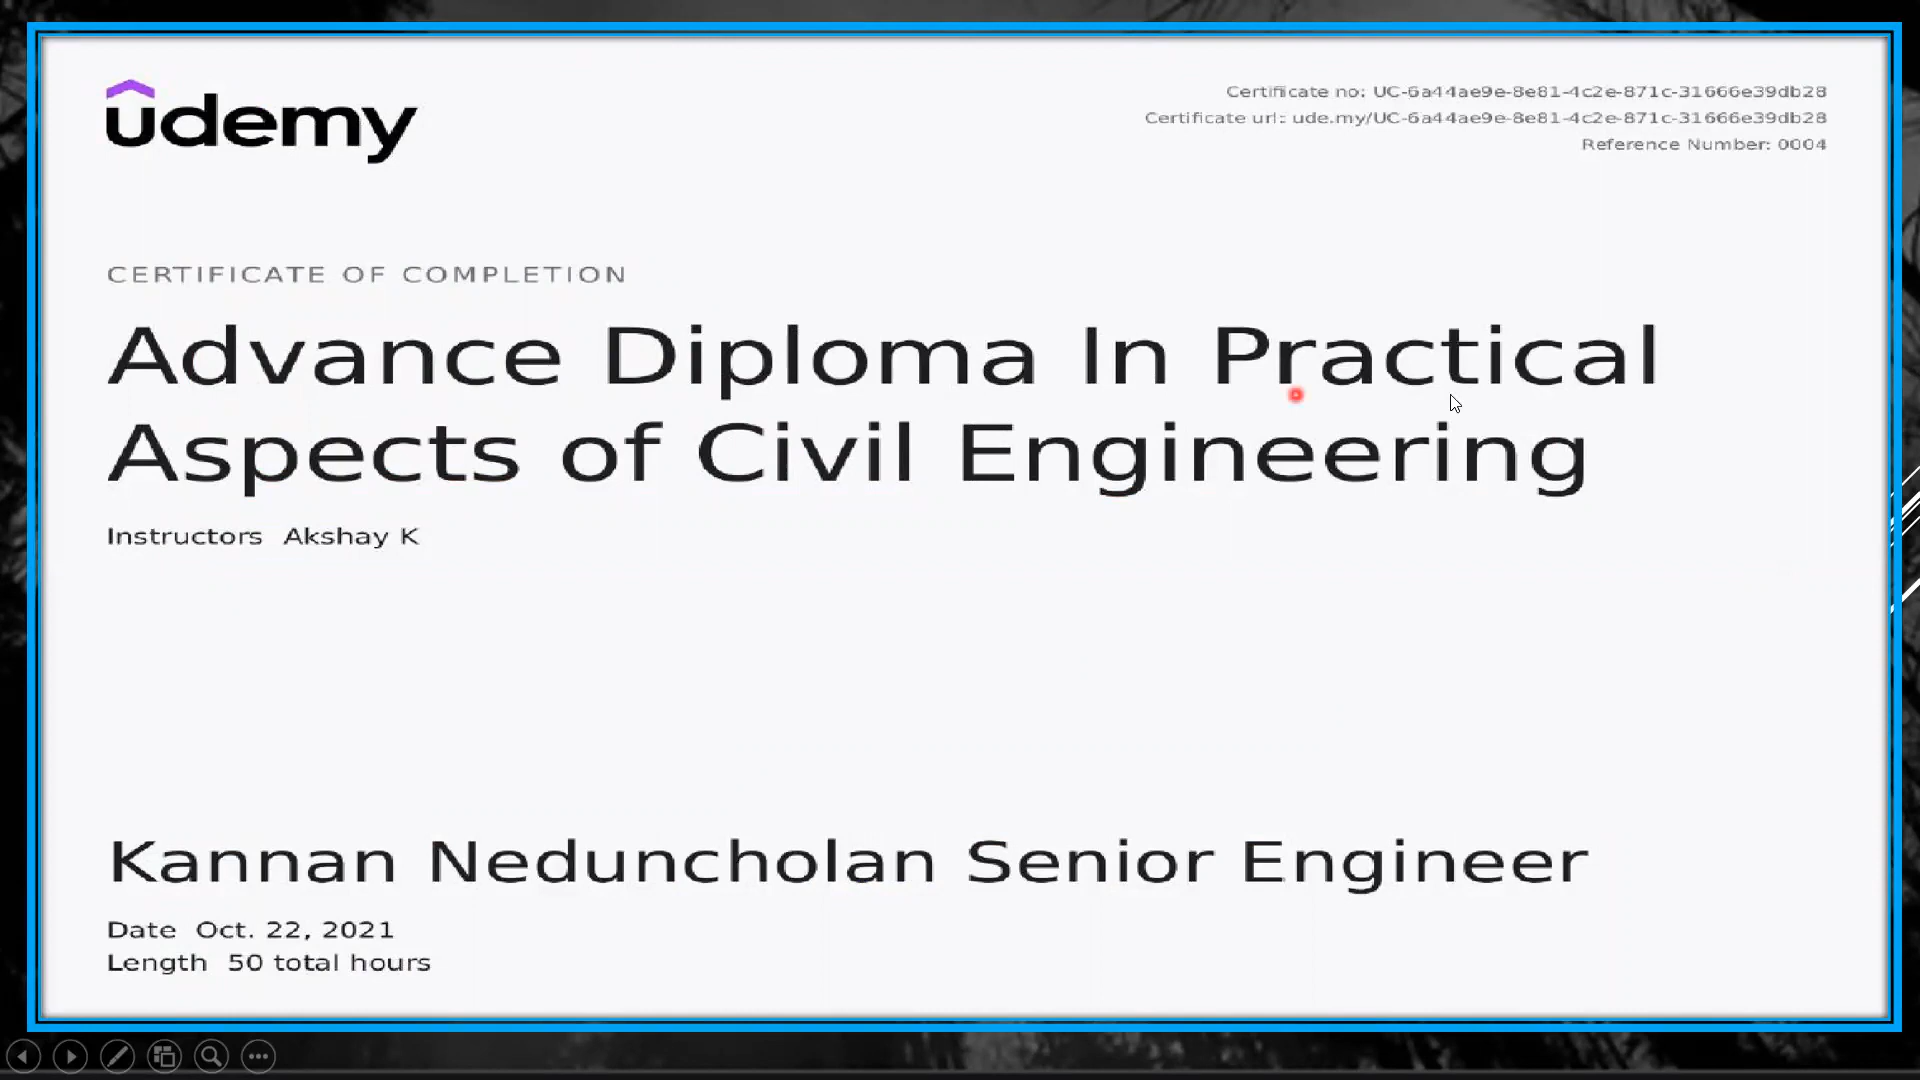 udemy
Certificate no: UC-6a44ae9e-8e81-4c2e-871c-31666e39db28
Certificate url: ude.my/UC-6a44ae9e-8e81-4c2e-871c-31666e39db28
Reference Number: 0004
CERTIFICATE OF COMPLETION
Advance Diploma In Practical
Aspects of Civil Engineering
Instructors Akshay K
Kannan Neduncholan Senior Engineer
Date Oct. 22, 2021
Length 50 total hours